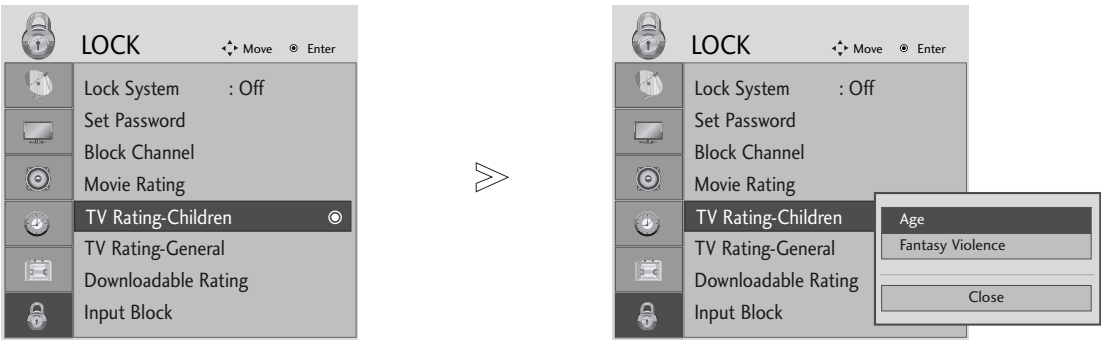 LOCK
Move Enter
Lock System : Off
Set Password
Block Channel
Movie Rating
TV Rating-Children
TV Rating-General
Downloadable Rating
Input Block
LOCK
Move Enter
Lock System : Off
Set Password
Block Channel
Movie Rating
TV Rating-Children
TV Rating-General
Downloadable Rating
Input Block
Age
Fantasy Violence
Close